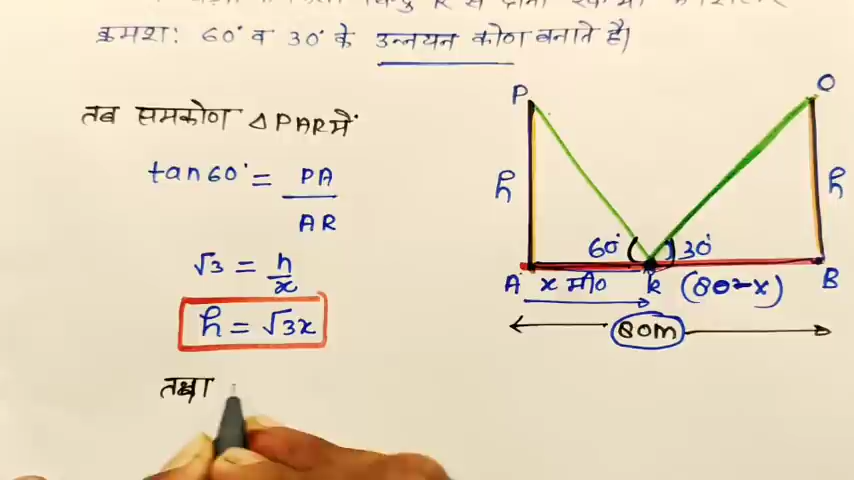 क्रमश: 60° व 30° के उन्नयन कोण बनाते है।
तब समकोण △PAR में
tan60° = PA / AR
√3 = h / x
h = √3x
तथा
P
O
h
h
60°
30°
A x मी० R (80-x) B
80m